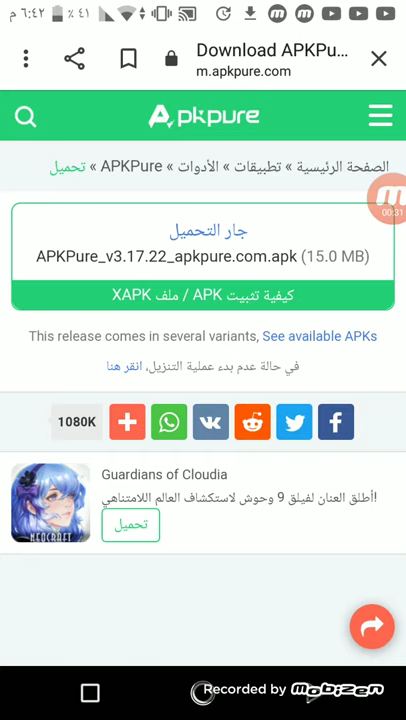 ٦:٤٢ م
٤١ ٪
Download APKPu...
m.apkpure.com
Apkpure
الصفحة الرئيسية » تطبيقات » الأدوات » APKPure » تحميل
00:31
جار التحميل
APKPure_v3.17.22_apkpure.com.apk (15.0 MB)
كيفية تثبيت APK / ملف XAPK
This release comes in several variants, See available APKs
في حالة عدم بدء عملية التنزيل، انقر هنا
1080K
Guardians of Cloudia
أطلق العنان لفيلق 9 وحوش لاستكشاف العالم اللامتناهي!
NEOCRAFT
تحميل
Recorded by MOBIZEN